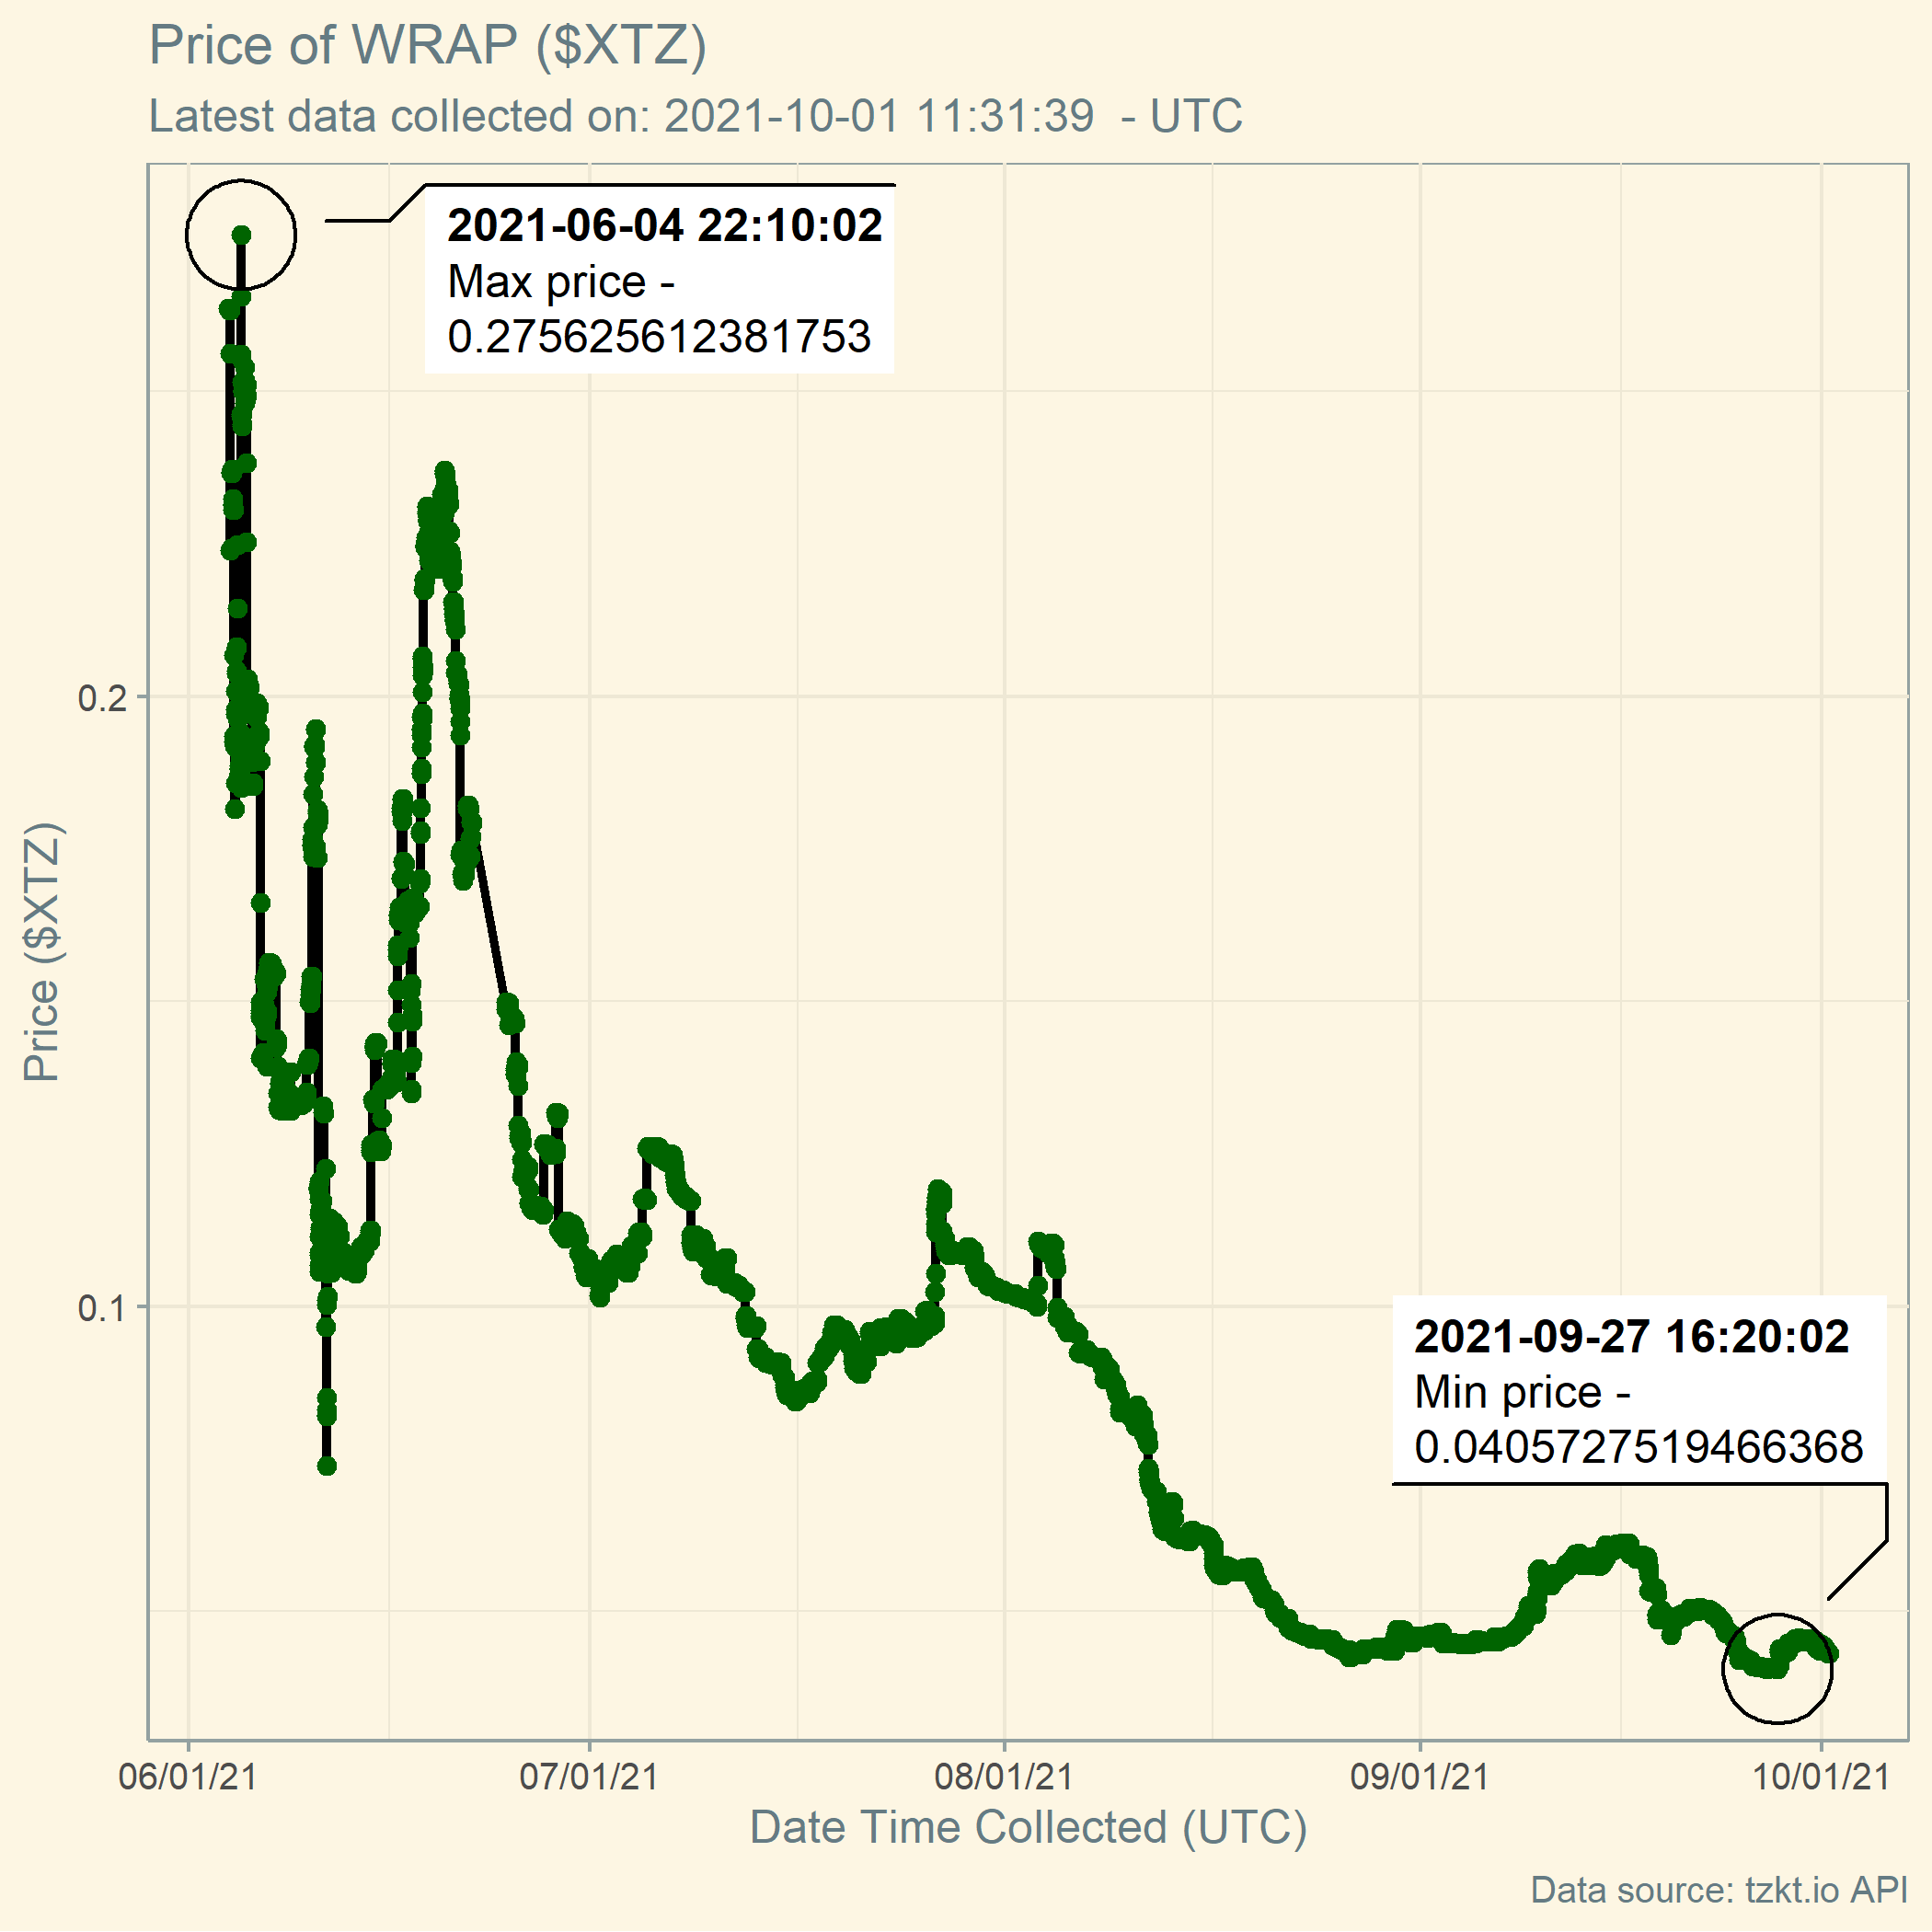 Price of WRAP ($XTZ)
Latest data collected on: 2021-10-01 11:31:39  - UTC
2021-06-04 22:10:02
Max price -
0.275625612381753
0.2
Price ($XTZ)
0.1
2021-09-27 16:20:02
Min price -
0.0405727519466368
06/01/21
07/01/21
08/01/21
09/01/21
10/01/21
Date Time Collected (UTC)
Data source: tzkt.io API